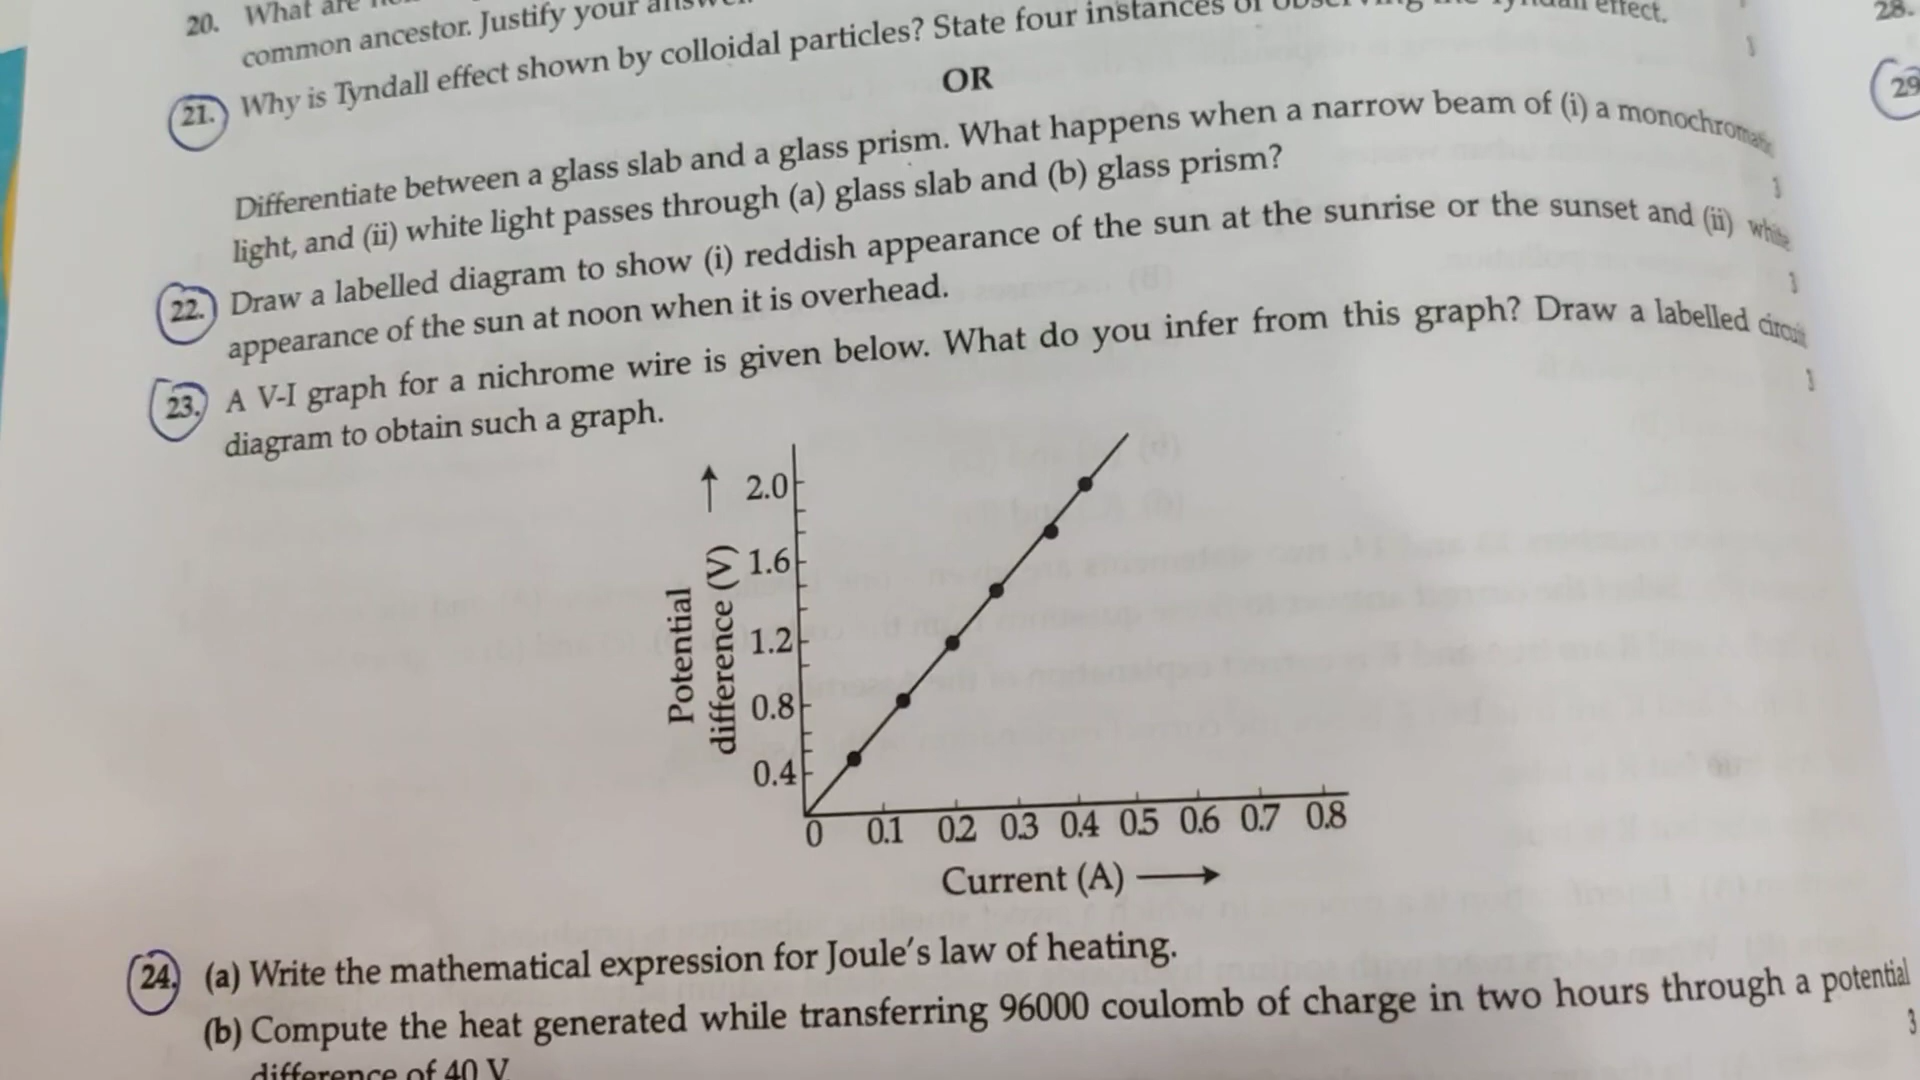 20. What are
common ancestor. Justify your
21. Why is Tyndall effect shown by colloidal particles? State four instances of effect.
OR
Differentiate between a glass slab and a glass prism. What happens when a narrow beam of (i) a monochromatic
light, and (ii) white light passes through (a) glass slab and (b) glass prism?
22. Draw a labelled diagram to show (i) reddish appearance of the sun at the sunrise or the sunset and (ii) white
appearance of the sun at noon when it is overhead.
23. A V-I graph for a nichrome wire is given below. What do you infer from this graph? Draw a labelled circuit
diagram to obtain such a graph.
Potential
difference (V)
2.0
1.6
1.2
0.8
0.4
0 0.1 0.2 0.3 0.4 0.5 0.6 0.7 0.8
Current (A)
24. (a) Write the mathematical expression for Joule's law of heating.
(b) Compute the heat generated while transferring 96000 coulomb of charge in two hours through a potential
difference of 40 V
3
28.
29